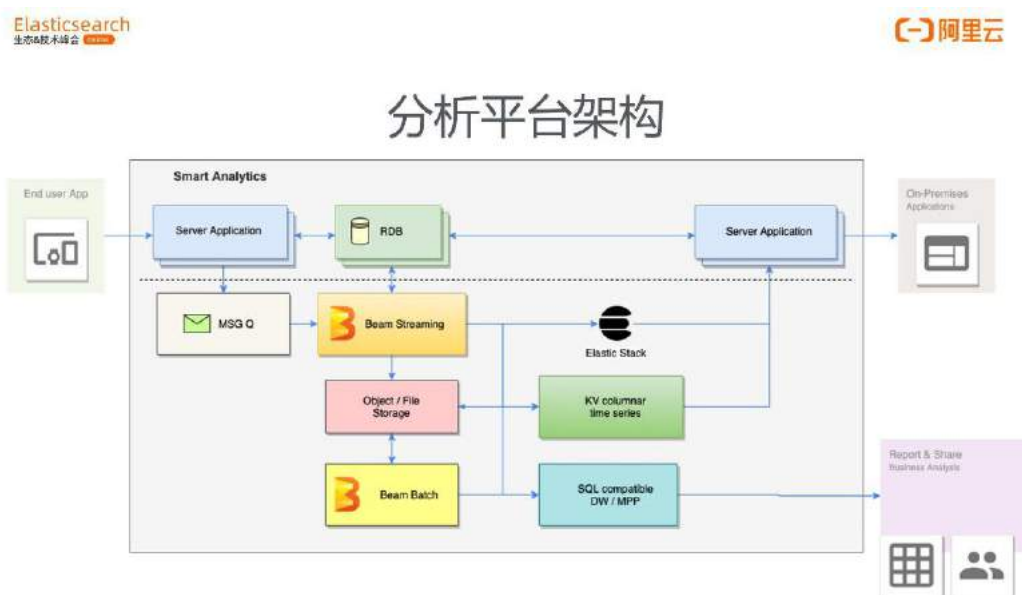 Elasticsearch
生态&技术峰会
阿里云
分析平台架构
Smart Analytics
End user App
Server Application
RDB
Server Application
On-Premises
Applications
MSG Q
Beam Streaming
Elastic Stack
Object / File
Storage
KV columnar
time series
Report & Share
Business Analysis
Beam Batch
SQL compatible
DW / MPP